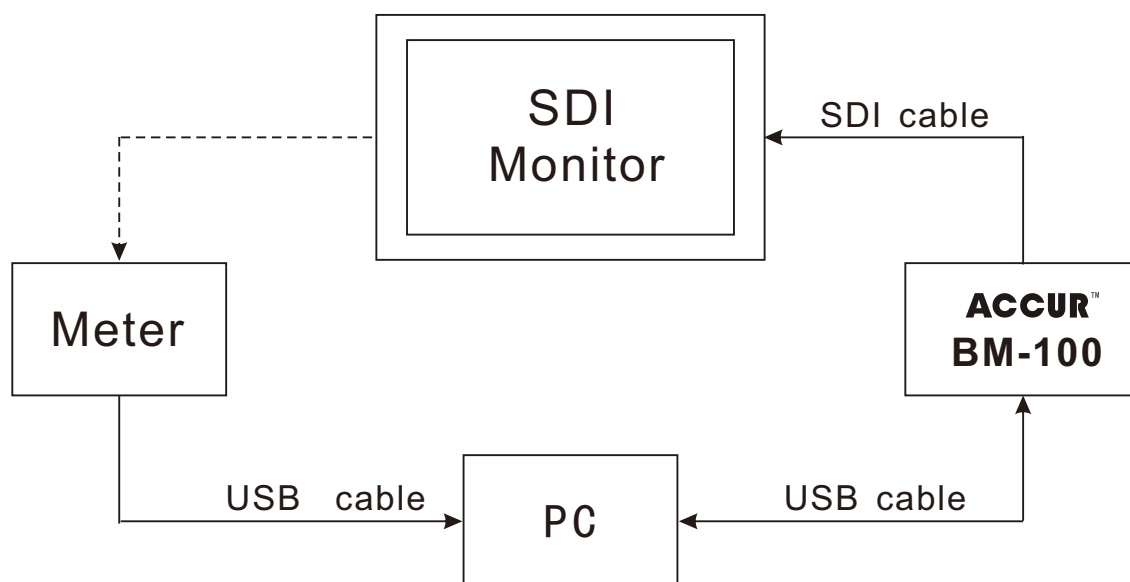 SDI
Monitor
SDI cable
Meter
ACCUR™
BM-100
USB cable
PC
USB cable